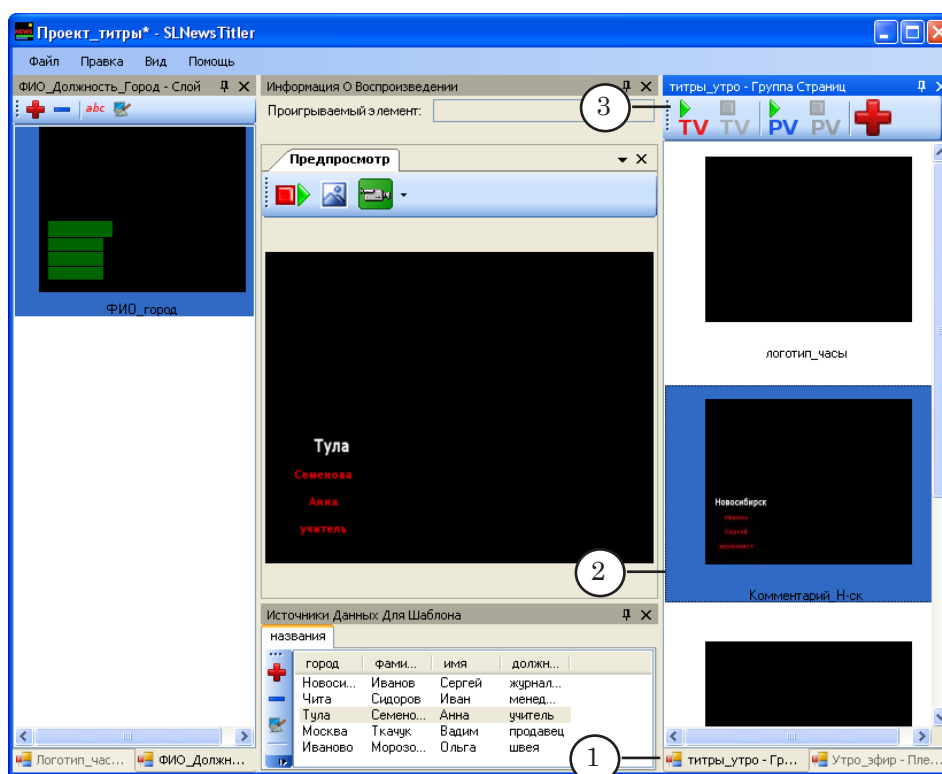 Проект_титры* - SLNewsTitler
Файл Правка Вид Помощь
ФИО_Должность_Город - Слой
abc
ФИО_город
Логотип_час... ФИО_Должн...
Информация О Воспроизведении
Проигрываемый элемент:
Предпросмотр
Тула
Семенова
Анна
учитель
Источники Данных Для Шаблона
названия
город фами... имя должн...
Новоси... Иванов Сергей журнал...
Чита Сидоров Иван менед...
Тула Семено... Анна учитель
Москва Ткачук Вадим продавец
Иваново Морозо... Ольга швея
титры_утро - Группа Страниц
3
TV TV PV PV
логотип_часы
Новосибирск
Сергей
2
Комментарий_Н-ск
1
титры_утро - Гр... Утро_эфир - Пле...